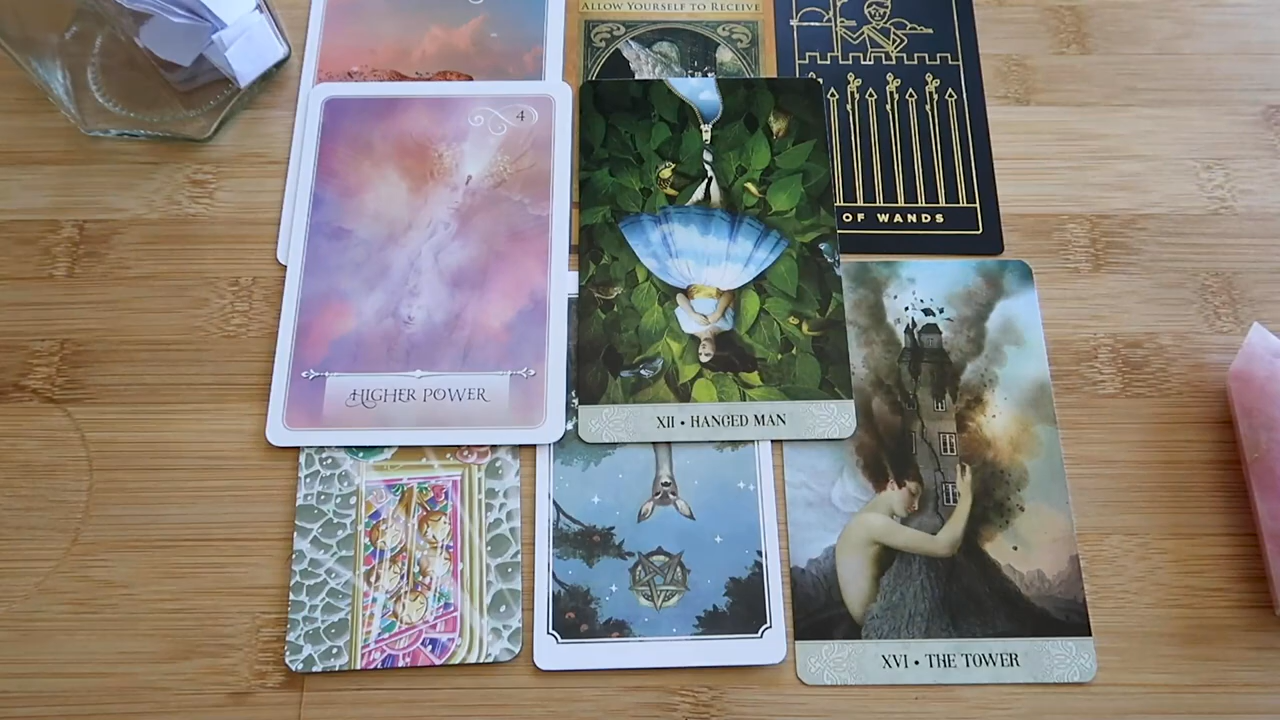 ALLOW YOURSELF TO RECEIVE
4
OF WANDS
HIGHER POWER
XII • HANGED MAN
XVI • THE TOWER